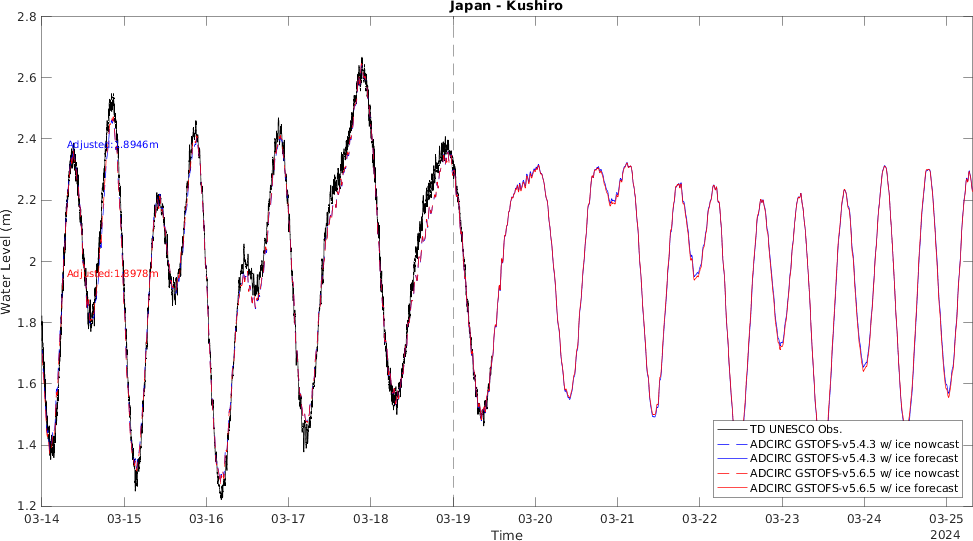 Japan - Kushiro
2.8
2.6
2.4
2.2
2
1.8
1.6
1.4
1.2
Water Level (m)
Adjusted:1.8946m
Adjusted:1.8978m
TD UNESCO Obs.
ADCIRC GSTOFS-v5.4.3 w/ ice nowcast
ADCIRC GSTOFS-v5.4.3 w/ ice forecast
ADCIRC GSTOFS-v5.6.5 w/ ice nowcast
ADCIRC GSTOFS-v5.6.5 w/ ice forecast
03-14 03-15 03-16 03-17 03-18 03-19 03-20 03-21 03-22 03-23 03-24 03-25
2024
Time